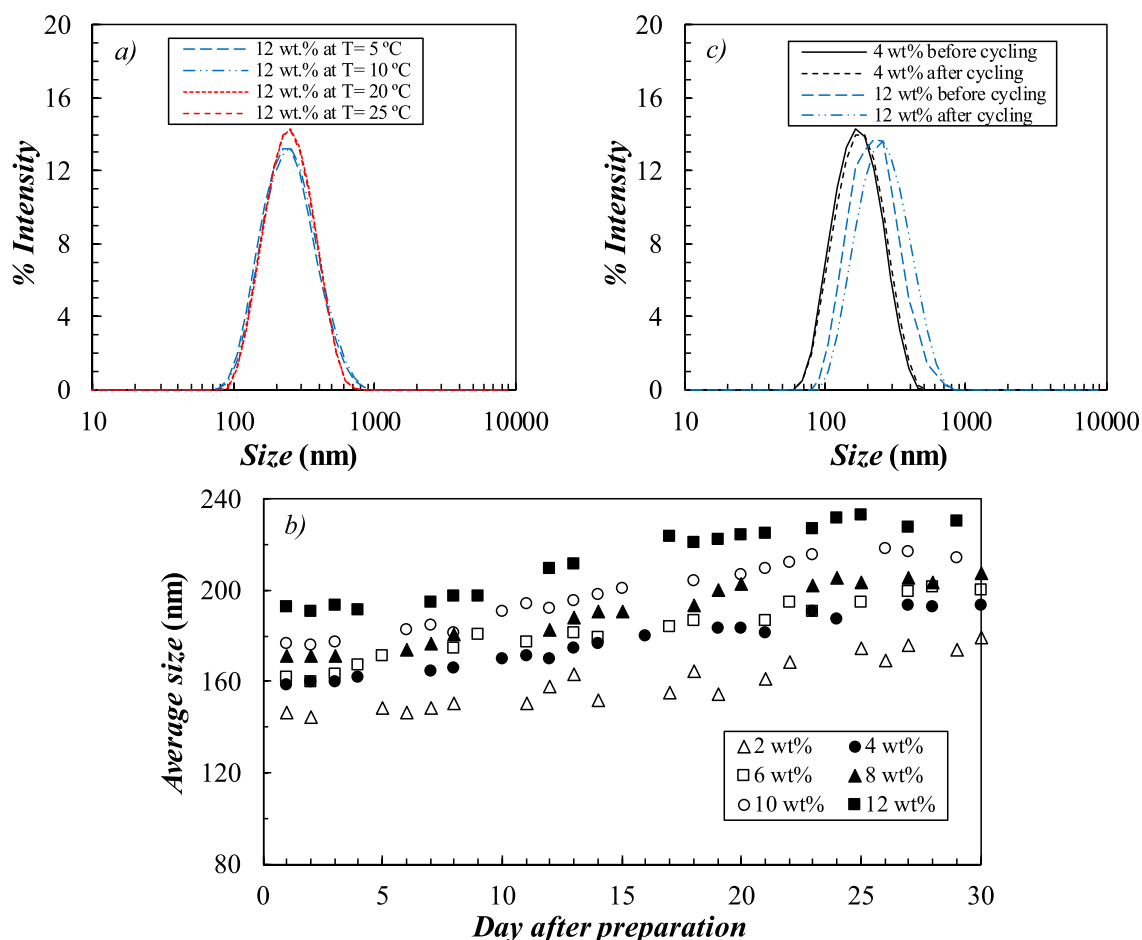 a)
12 wt.% at T= 5 ºC
12 wt.% at T= 10 ºC
12 wt.% at T= 20 ºC
12 wt.% at T= 25 ºC
20
16
12
8
4
0
% Intensity
10
100
1000
10000
Size (nm)
c)
4 wt% before cycling
4 wt% after cycling
12 wt% before cycling
12 wt% after cycling
20
16
12
8
4
0
% Intensity
10
100
1000
10000
Size (nm)
b)
240
200
160
120
80
Average size (nm)
2 wt%
4 wt%
6 wt%
8 wt%
10 wt%
12 wt%
0
5
10
15
20
25
30
Day after preparation